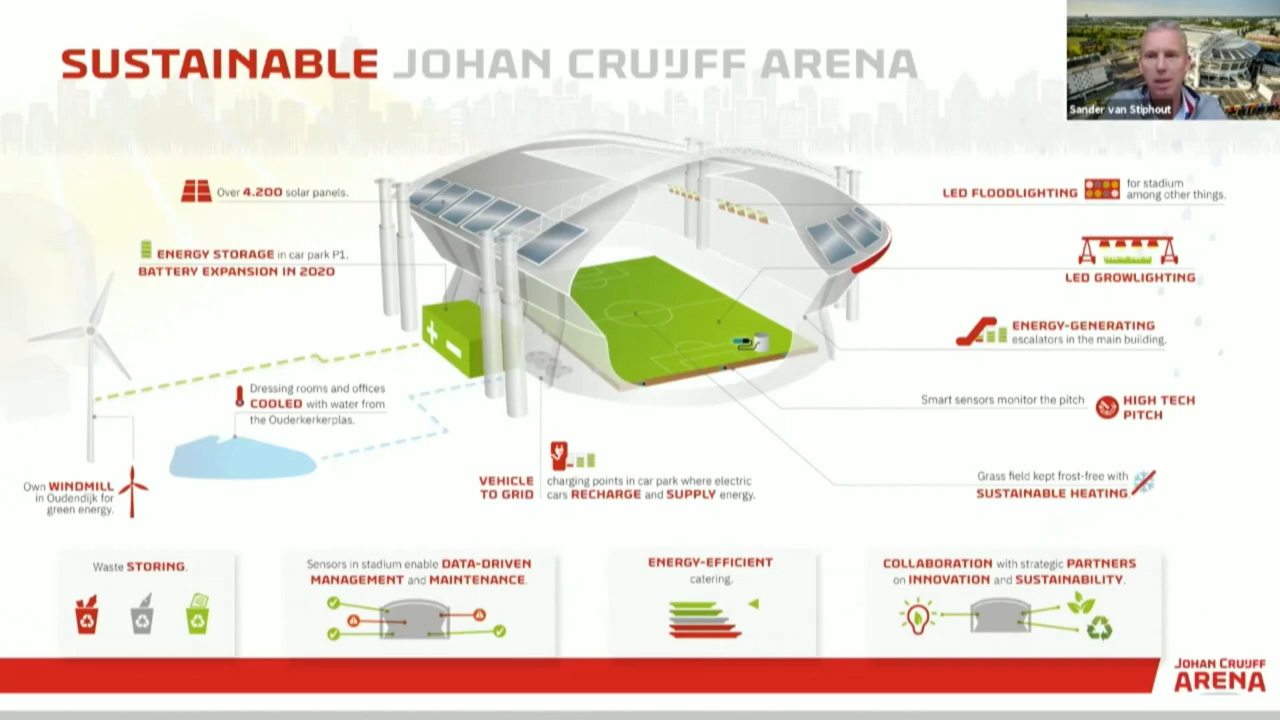 SUSTAINABLE JOHAN CRUIJFF ARENA
Sander van Stiphout
Over 4.200 solar panels.
ENERGY STORAGE in car park P1.
BATTERY EXPANSION IN 2020
LED FLOODLIGHTING
for stadium
among other things.
LED GROWLIGHTING
ENERGY-GENERATING
escalators in the main building.
Dressing rooms and offices
COOLED with water from
the Ouderkerkerplas.
Smart sensors monitor the pitch
HIGH TECH
PITCH
Own WINDMILL
in Oudendijk for
green energy.
VEHICLE
TO GRID
charging points in car park where electric
cars RECHARGE and SUPPLY energy.
Grass field kept frost-free with
SUSTAINABLE HEATING.
Waste STORING.
Sensors in stadium enable DATA-DRIVEN
MANAGEMENT and MAINTENANCE.
ENERGY-EFFICIENT
catering.
COLLABORATION with strategic PARTNERS
on INNOVATION and SUSTAINABILITY.
JOHAN CRUIJFF
ARENA